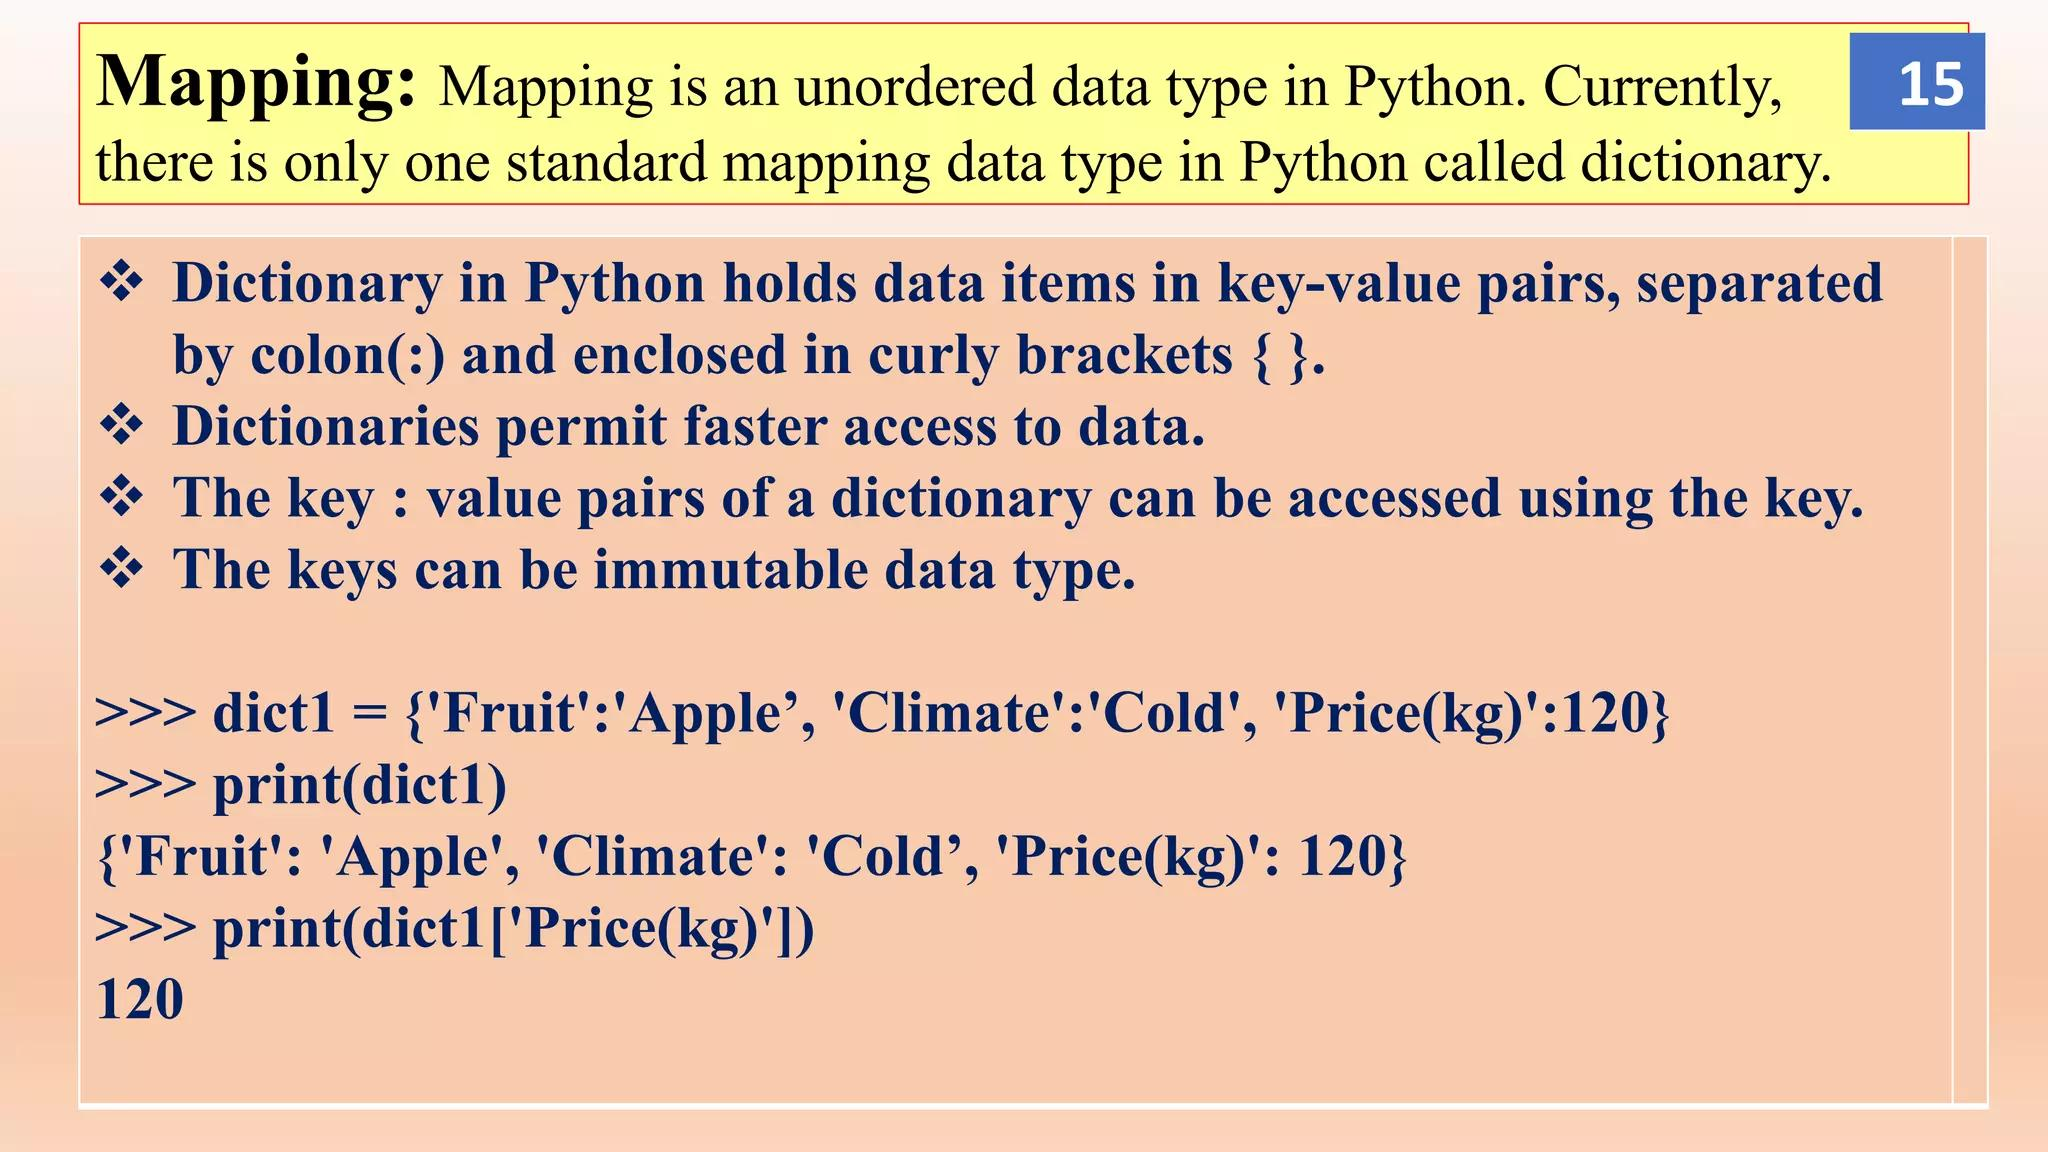 Mapping: Mapping is an unordered data type in Python. Currently,
15
there is only one standard mapping data type in Python called dictionary.
❖ Dictionary in Python holds data items in key-value pairs, separated
by colon(:) and enclosed in curly brackets { }.
❖ Dictionaries permit faster access to data.
❖ The key : value pairs of a dictionary can be accessed using the key.
❖ The keys can be immutable data type.
>>> dict1 = {'Fruit':'Apple’, 'Climate':'Cold', 'Price(kg)':120}
>>> print(dict1)
{'Fruit': 'Apple', 'Climate': 'Cold’, 'Price(kg)': 120}
>>> print(dict1['Price(kg)'])
120